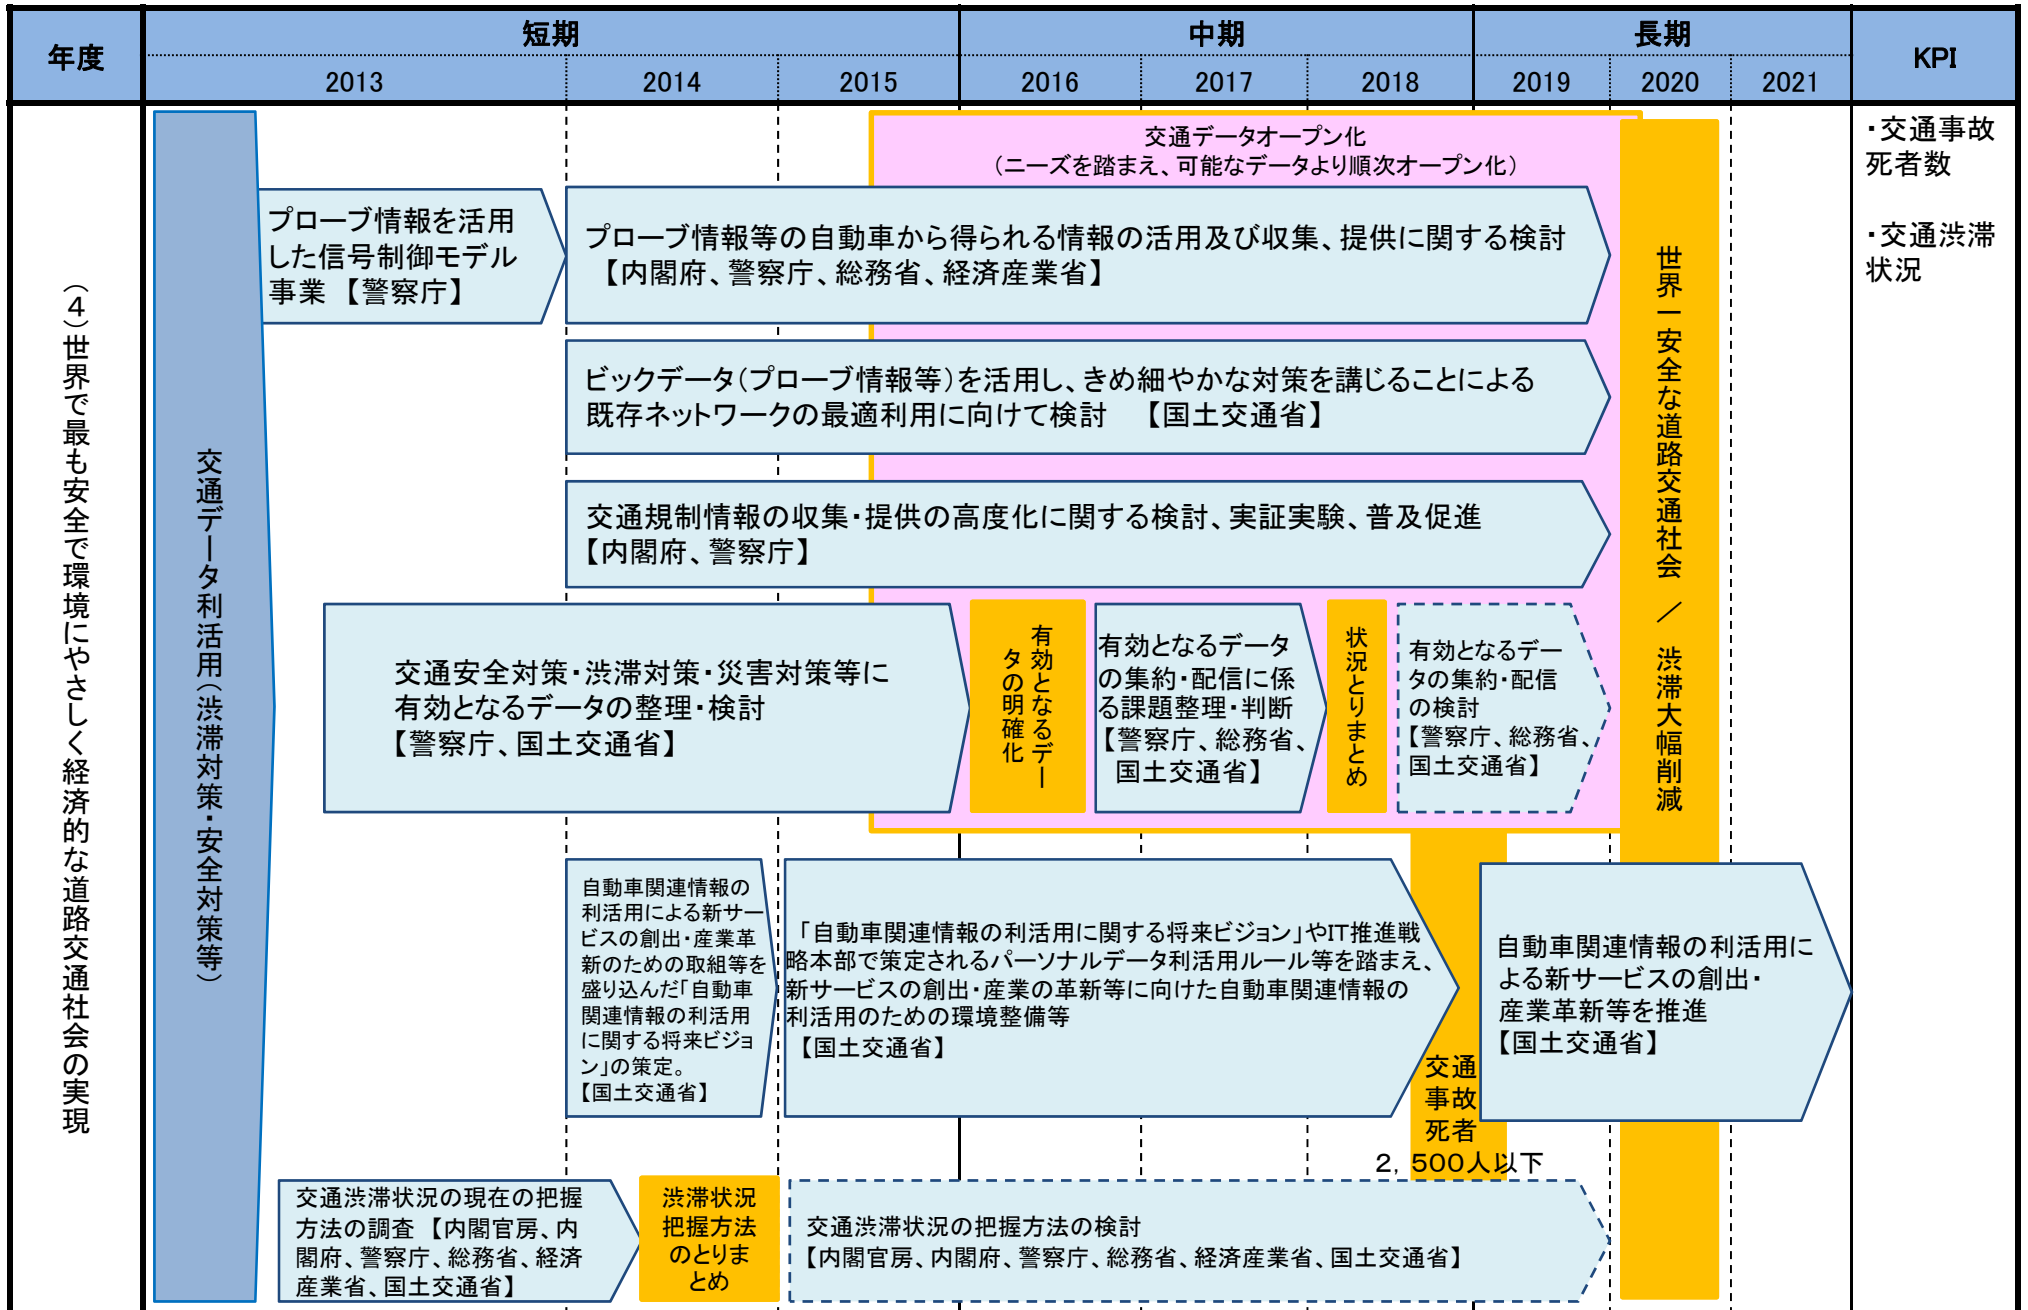 年度
短期
中期
長期
KPI
2013
2014
2015
2016
2017
2018
2019
2020
2021
(4)世界で最も安全で環境にやさしく経済的な道路交通社会の実現
交通データ利活用(渋滞対策・安全対策等)
交通データオープン化
(ニーズを踏まえ、可能なデータより順次オープン化)
プローブ情報を活用
した信号制御モデル
事業 【警察庁】
プローブ情報等の自動車から得られる情報の活用及び収集、提供に関する検討
【内閣府、警察庁、総務省、経済産業省】
ビックデータ(プローブ情報等)を活用し、きめ細やかな対策を講じることによる
既存ネットワークの最適利用に向けて検討 【国土交通省】
交通規制情報の収集・提供の高度化に関する検討、実証実験、普及促進
【内閣府、警察庁】
交通安全対策・渋滞対策・災害対策等に
有効となるデータの整理・検討
【警察庁、国土交通省】
有効となるデー
タの明確化
有効となるデータ
の集約・配信に係
る課題整理・判断
【警察庁、総務省、
国土交通省】
状況とりまとめ
有効となるデー
タの集約・配信
の検討
【警察庁、総務省、
国土交通省】
世界一安全な道路交通社会 / 渋滞大幅削減
・交通事故
死者数
・交通渋滞
状況
自動車関連情報の
利活用による新サー
ビスの創出・産業革
新のための取組等を
盛り込んだ「自動車
関連情報の利活用
に関する将来ビジョ
ン」の策定。
【国土交通省】
「自動車関連情報の利活用に関する将来ビジョン」やIT推進戦
略本部で策定されるパーソナルデータ利活用ルール等を踏まえ、
新サービスの創出・産業の革新等に向けた自動車関連情報の
利活用のための環境整備等
【国土交通省】
交通
事故
死者
2,500人以下
自動車関連情報の利活用に
よる新サービスの創出・
産業革新等を推進
【国土交通省】
交通渋滞状況の現在の把握
方法の調査 【内閣官房、内
閣府、警察庁、総務省、経済
産業省、国土交通省】
渋滞状況
把握方法
のとりま
とめ
交通渋滞状況の把握方法の検討
【内閣官房、内閣府、警察庁、総務省、経済産業省、国土交通省】